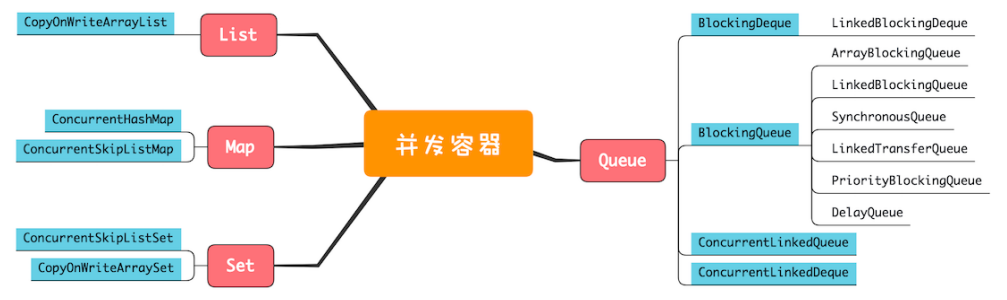 并发容器
List
CopyOnWriteArrayList
Map
ConcurrentHashMap
ConcurrentSkipListMap
Set
ConcurrentSkipListSet
CopyOnWriteArraySet
Queue
BlockingDeque
LinkedBlockingDeque
BlockingQueue
ArrayBlockingQueue
LinkedBlockingQueue
SynchronousQueue
LinkedTransferQueue
PriorityBlockingQueue
DelayQueue
ConcurrentLinkedQueue
ConcurrentLinkedDeque